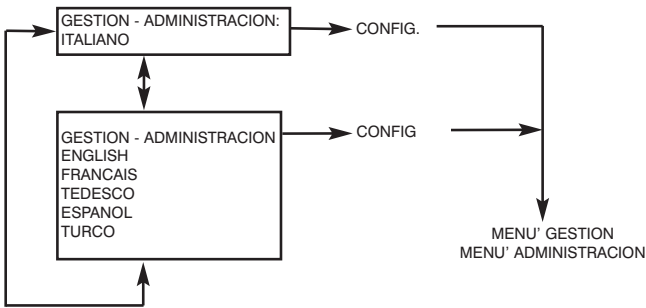 GESTION - ADMINISTRACION:
ITALIANO
CONFIG.
GESTION - ADMINISTRACION
ENGLISH
FRANCAIS
TEDESCO
ESPANOL
TURCO
CONFIG
MENU' GESTION
MENU' ADMINISTRACION